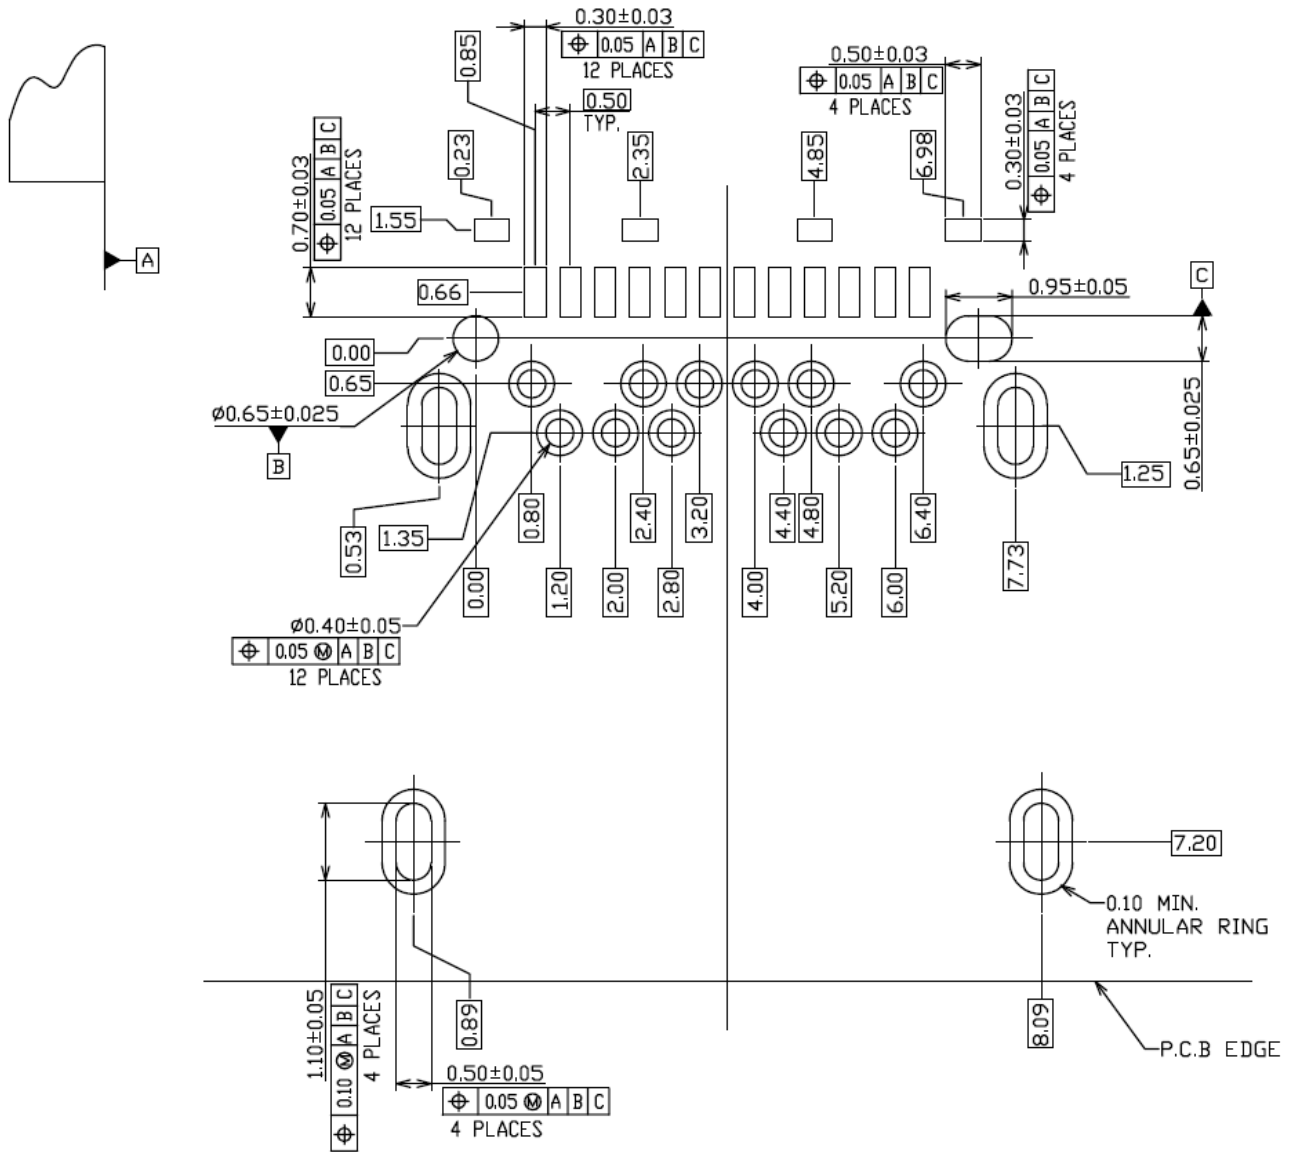 0.30±0.03
⌖ 0.05 A B C
12 PLACES
0.85
0.50
TYP.
0.50±0.03
⌖ 0.05 A B C
4 PLACES
0.30±0.03
⌖ 0.05 A B C
4 PLACES
0.70±0.03
⌖ 0.05 A B C
12 PLACES
0.23
2.35
4.85
6.98
1.55
A
0.66
0.95±0.05
C
0.00
0.65
Ø0.65±0.025
B
0.65±0.025
1.25
0.53
1.35
0.80
2.40
3.20
4.40
4.80
6.40
7.73
0.00
1.20
2.00
2.80
4.00
5.20
6.00
Ø0.40±0.05
⌖ 0.05 Ⓜ A B C
12 PLACES
7.20
0.10 MIN.
ANNULAR RING
TYP.
0.89
8.09
P.C.B EDGE
1.10±0.05
⌖ 0.10 Ⓜ A B C
4 PLACES
0.50±0.05
⌖ 0.05 Ⓜ A B C
4 PLACES